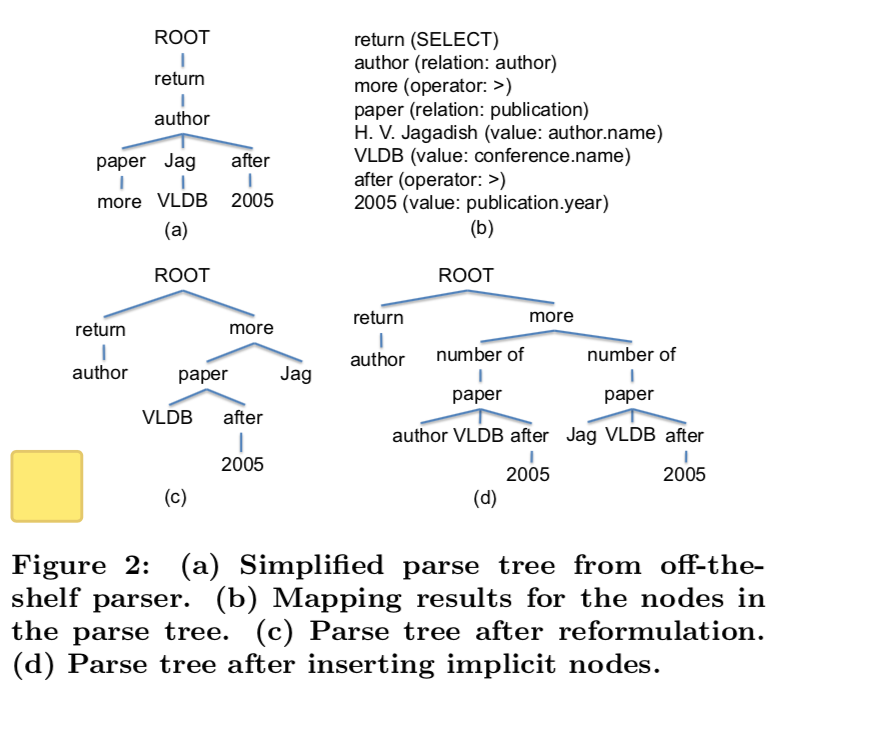 ROOT
return
author
paper Jag after
more VLDB 2005
(a)
return (SELECT)
author (relation: author)
more (operator: >)
paper (relation: publication)
H. V. Jagadish (value: author.name)
VLDB (value: conference.name)
after (operator: >)
2005 (value: publication.year)
(b)
ROOT
return more
author paper Jag
VLDB after
2005
(c)
ROOT
return more
author number of number of
paper paper
author VLDB after Jag VLDB after
2005 2005
(d)
Figure 2: (a) Simplified parse tree from off-the-
shelf parser. (b) Mapping results for the nodes in
the parse tree. (c) Parse tree after reformulation.
(d) Parse tree after inserting implicit nodes.